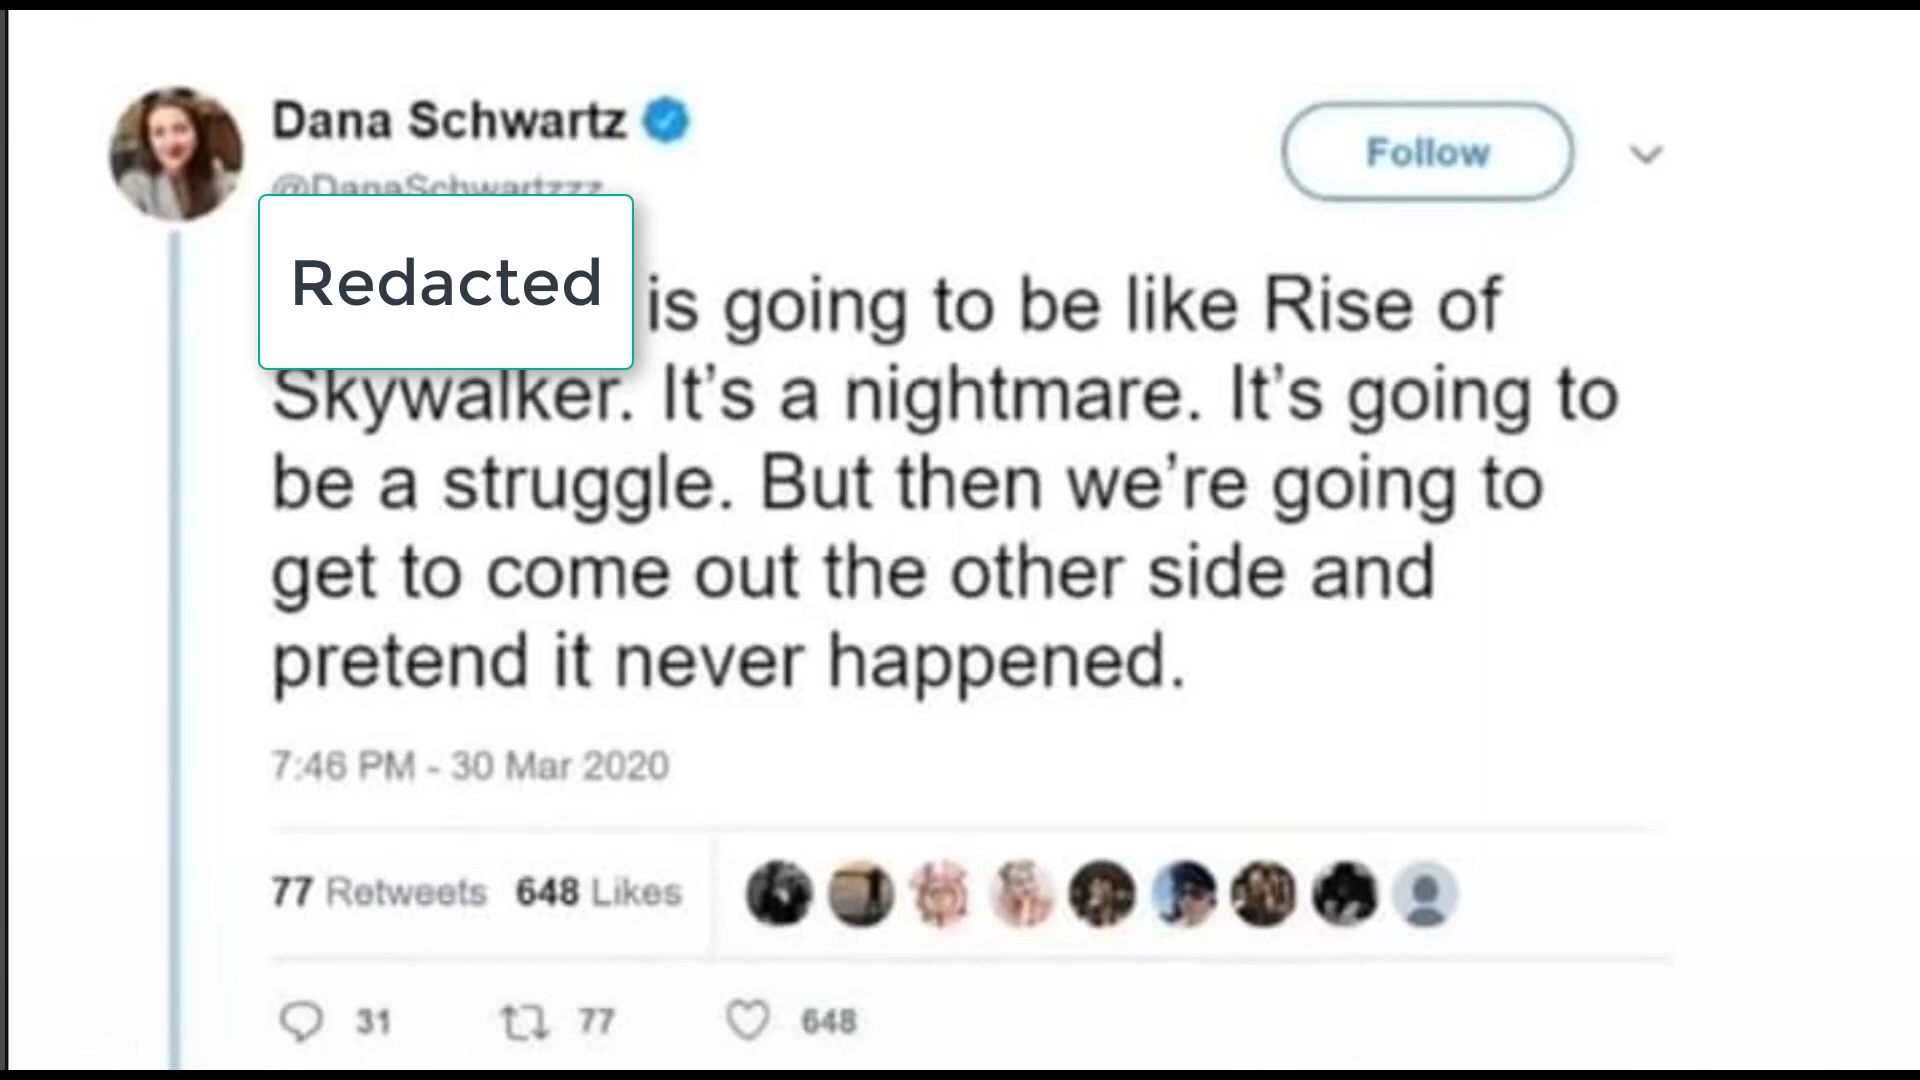 Dana Schwartz
Follow
@DanaSchwartzzz
Redacted
is going to be like Rise of
Skywalker. It’s a nightmare. It’s going to
be a struggle. But then we’re going to
get to come out the other side and
pretend it never happened.
7:46 PM - 30 Mar 2020
77 Retweets 648 Likes
31 77 648